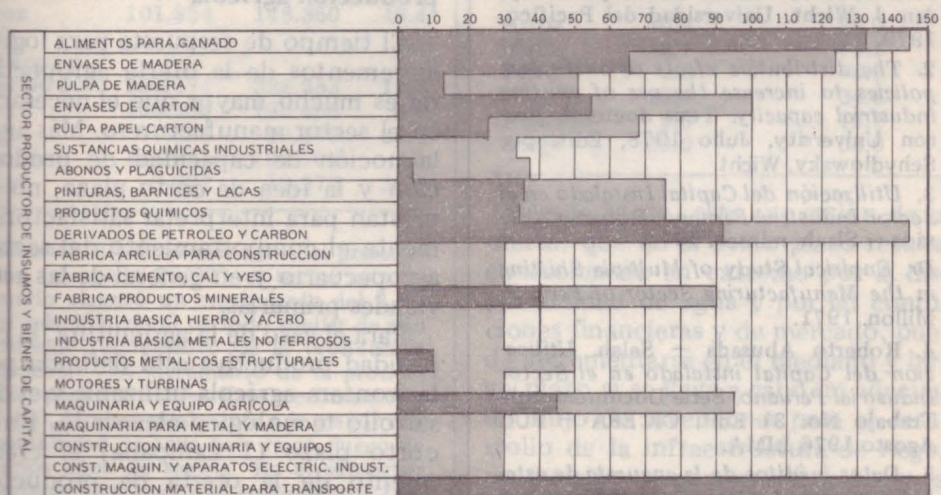 0 10 20 30 40 50 60 70 80 90 100 110 120 130 140 150
SECTOR PRODUCTOR DE INSUMOS Y BIENES DE CAPITAL
ALIMENTOS PARA GANADO
ENVASES DE MADERA
PULPA DE MADERA
ENVASES DE CARTON
PULPA PAPEL-CARTON
SUSTANCIAS QUIMICAS INDUSTRIALES
ABONOS Y PLAGUICIDAS
PINTURAS, BARNICES Y LACAS
PRODUCTOS QUIMICOS
DERIVADOS DE PETROLEO Y CARBON
FABRICA ARCILLA PARA CONSTRUCCION
FABRICA CEMENTO, CAL Y YESO
FABRICA PRODUCTOS MINERALES
INDUSTRIA BASICA HIERRO Y ACERO
INDUSTRIA BASICA METALES NO FERROSOS
PRODUCTOS METALICOS ESTRUCTURALES
MOTORES Y TURBINAS
MAQUINARIA Y EQUIPO AGRICOLA
MAQUINARIA PARA METAL Y MADERA
CONSTRUCCION MAQUINARIA Y EQUIPOS
CONST. MAQUIN. Y APARATOS ELECTRIC. INDUST.
CONSTRUCCION MATERIAL PARA TRANSPORTE